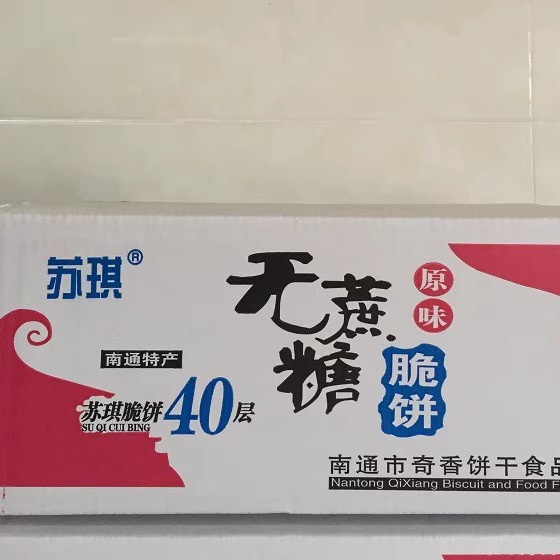 苏琪®
无蔗糖
原味
脆饼
南通特产
苏琪脆饼40层
SU QI CUI BING
南通市奇香饼干食品
Nantong QiXiang Biscuit and Food F